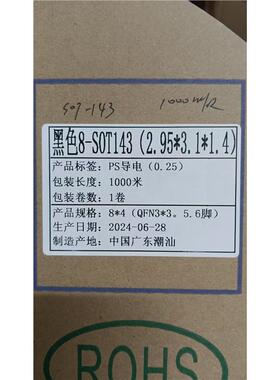 SOT-143
1000m/R
黑色8-SOT143 (2.95*3.1*1.4)
产品标签: PS导电 (0.25)
包装长度: 1000米
包装卷数: 1卷
产品规格: 8*4 (QFN3*3。5.6脚)
生产日期: 2024-06-28
制造产地: 中国广东潮汕
ROHS